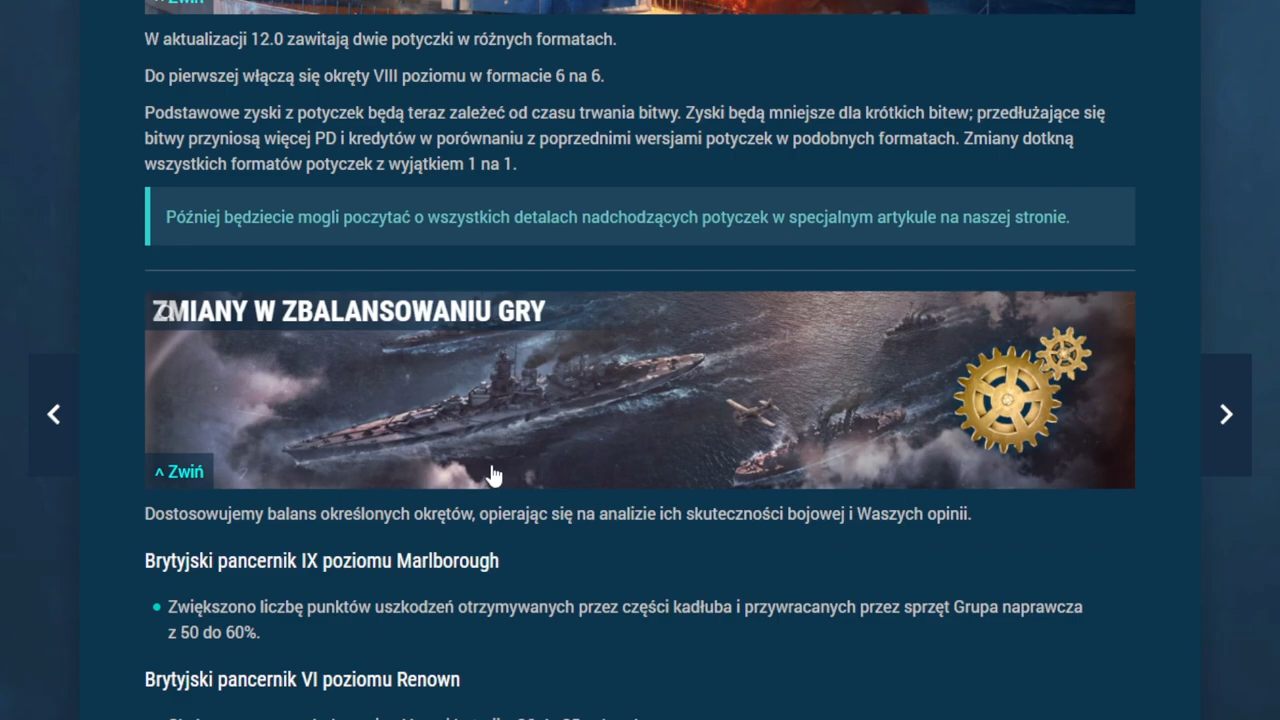 W aktualizacji 12.0 zawitają dwie potyczki w różnych formatach.
Do pierwszej włączą się okręty VIII poziomu w formacie 6 na 6.
Podstawowe zyski z potyczek będą teraz zależeć od czasu trwania bitwy. Zyski będą mniejsze dla krótkich bitew; przedłużające się
bitwy przyniosą więcej PD i kredytów w porównaniu z poprzednimi wersjami potyczek w podobnych formatach. Zmiany dotkną
wszystkich formatów potyczek z wyjątkiem 1 na 1.
Później będziecie mogli poczytać o wszystkich detalach nadchodzących potyczek w specjalnym artykule na naszej stronie.
ZMIANY W ZBALANSOWANIU GRY
^ Zwiń
Dostosowujemy balans określonych okrętów, opierając się na analizie ich skuteczności bojowej i Waszych opinii.
Brytyjski pancernik IX poziomu Marlborough
Zwiększono liczbę punktów uszkodzeń otrzymywanych przez części kadłuba i przywracanych przez sprzęt Grupa naprawcza
z 50 do 60%.
Brytyjski pancernik VI poziomu Renown